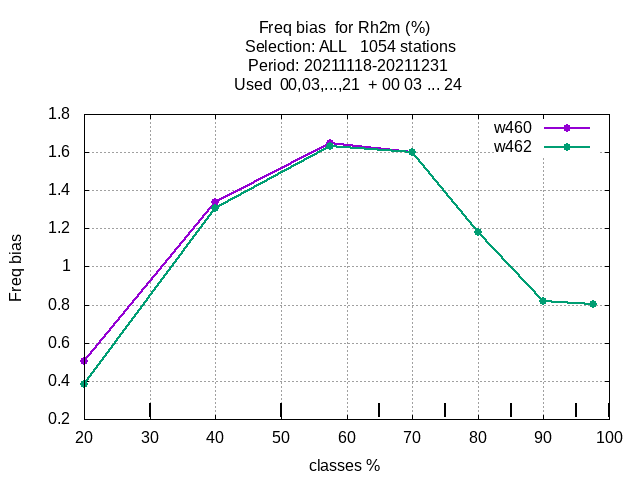 Freq bias  for Rh2m (%)
Selection: ALL   1054 stations
Period: 20211118-20211231
Used  00,03,...,21  + 00 03 ... 24
1.8
w460
w462
1.6
1.4
1.2
1
0.8
0.6
0.4
0.2
Freq bias
20 30 40 50 60 70 80 90 100
classes %